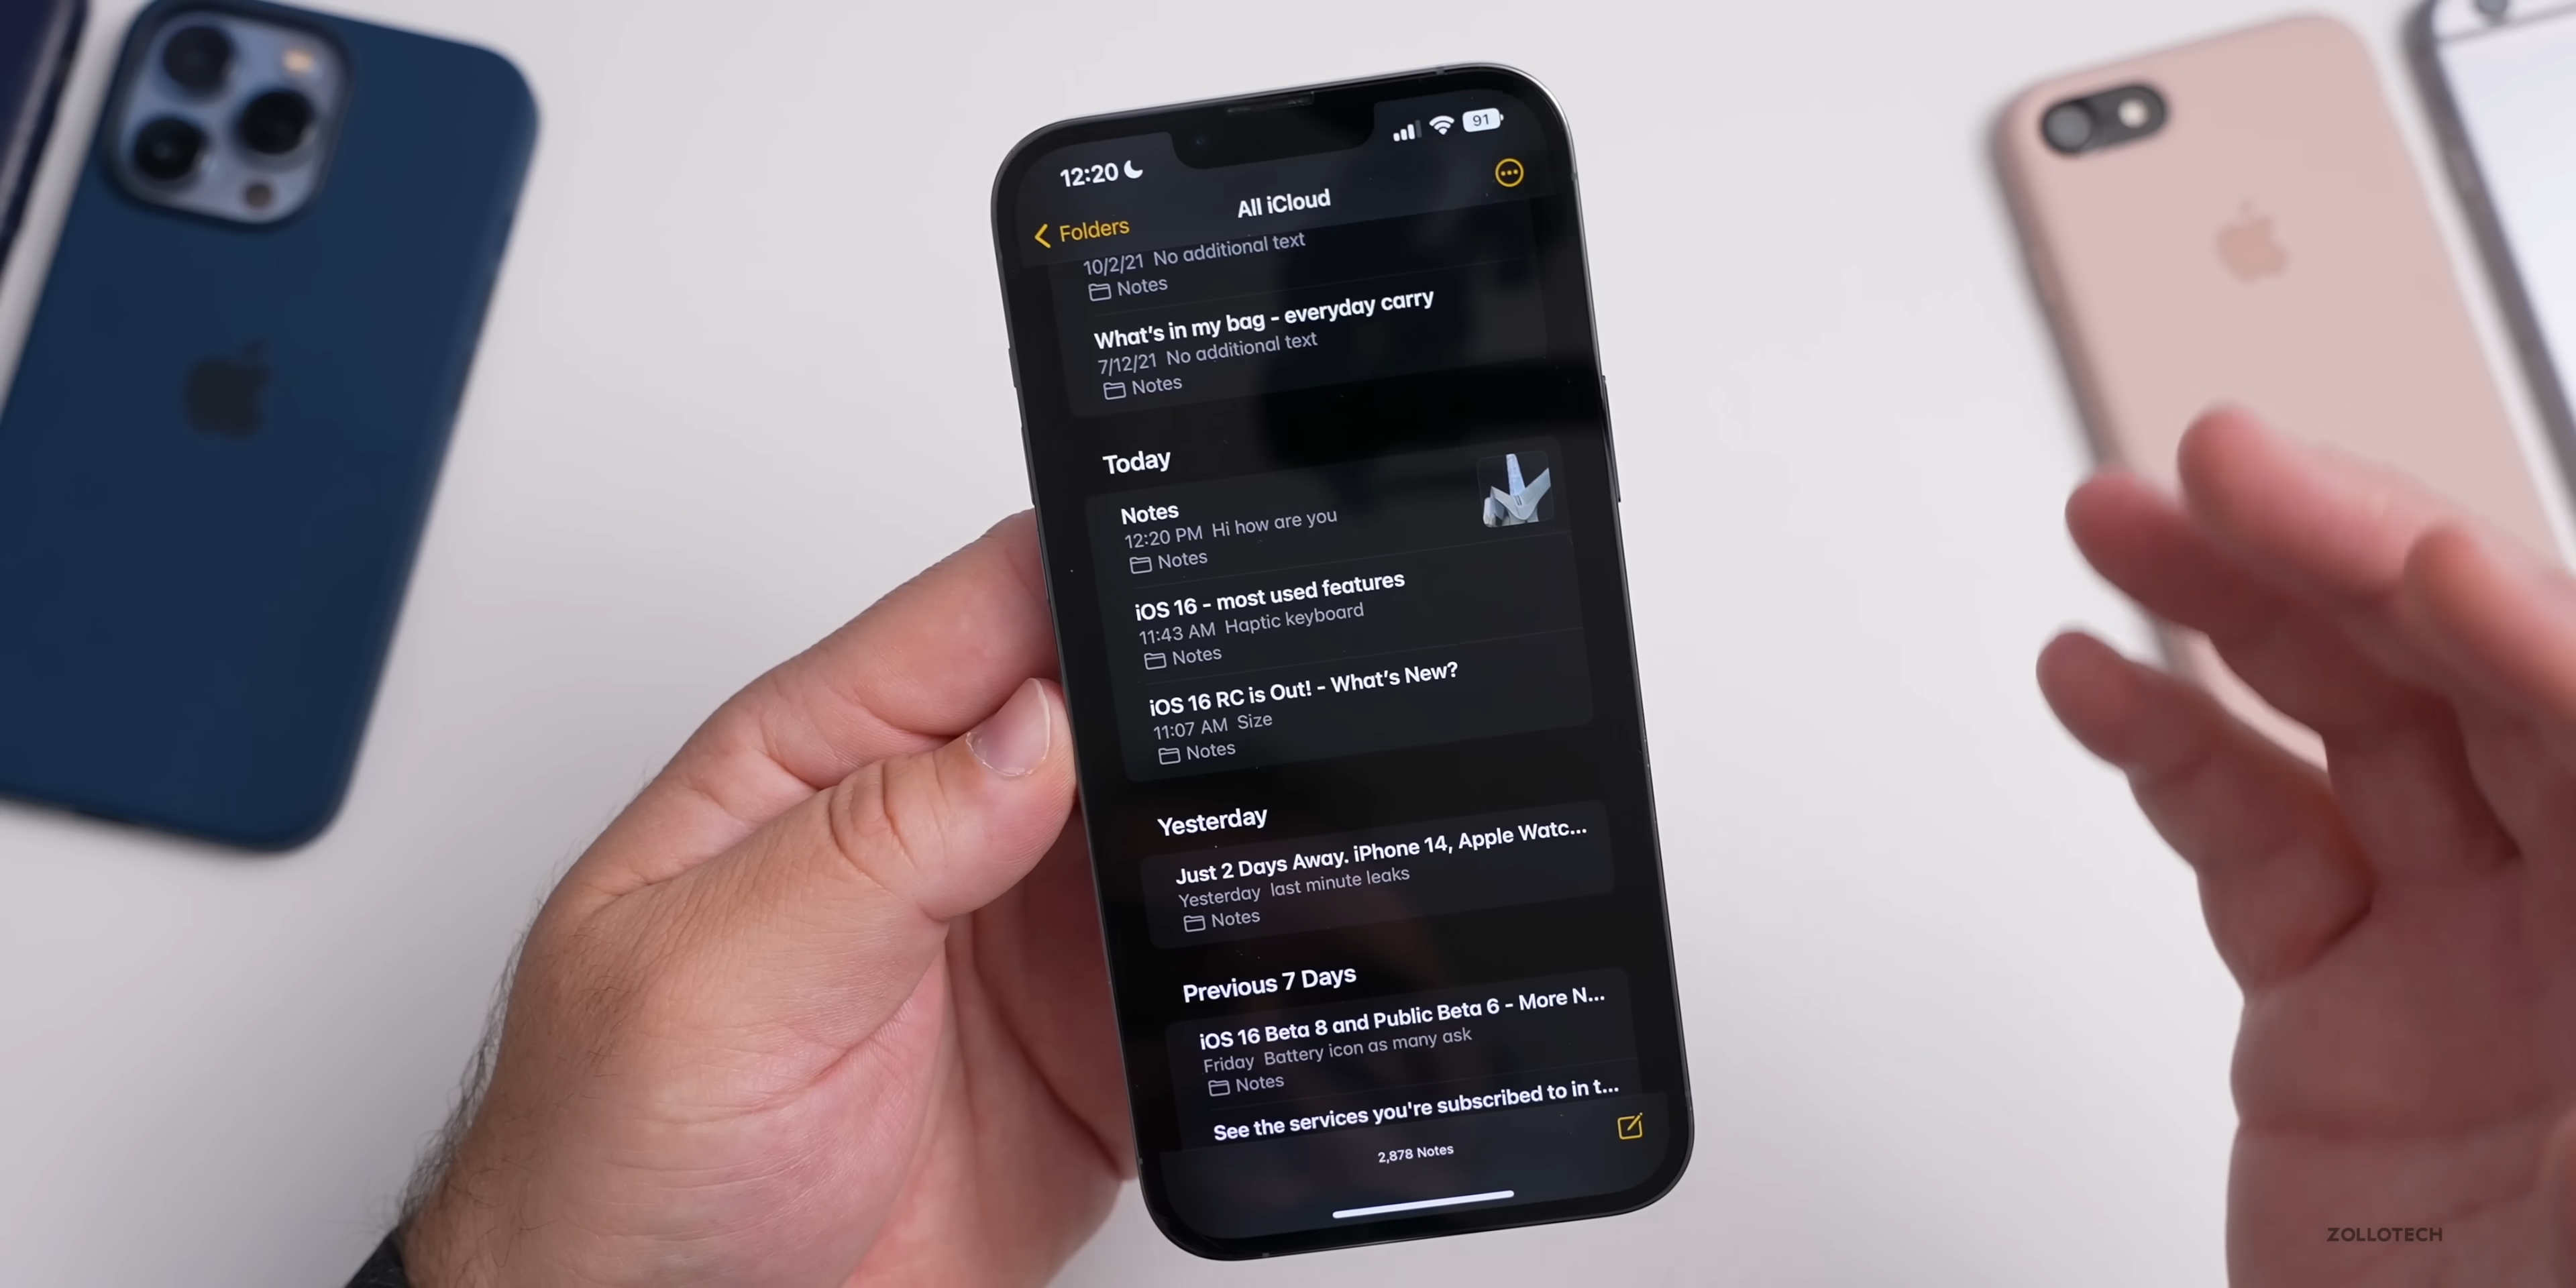 12:20
91
Folders
All iCloud
10/2/21 No additional text
Notes
What's in my bag - everyday carry
7/12/21 No additional text
Notes
Today
Notes
12:20 PM Hi how are you
Notes
iOS 16 - most used features
11:43 AM Haptic keyboard
Notes
iOS 16 RC is Out! - What's New?
11:07 AM Size
Notes
Yesterday
Just 2 Days Away. iPhone 14, Apple Watc...
Yesterday last minute leaks
Notes
Previous 7 Days
iOS 16 Beta 8 and Public Beta 6 - More N...
Friday Battery icon as many ask
Notes
See the services you're subscribed to in t...
2,878 Notes
ZOLLOTECH